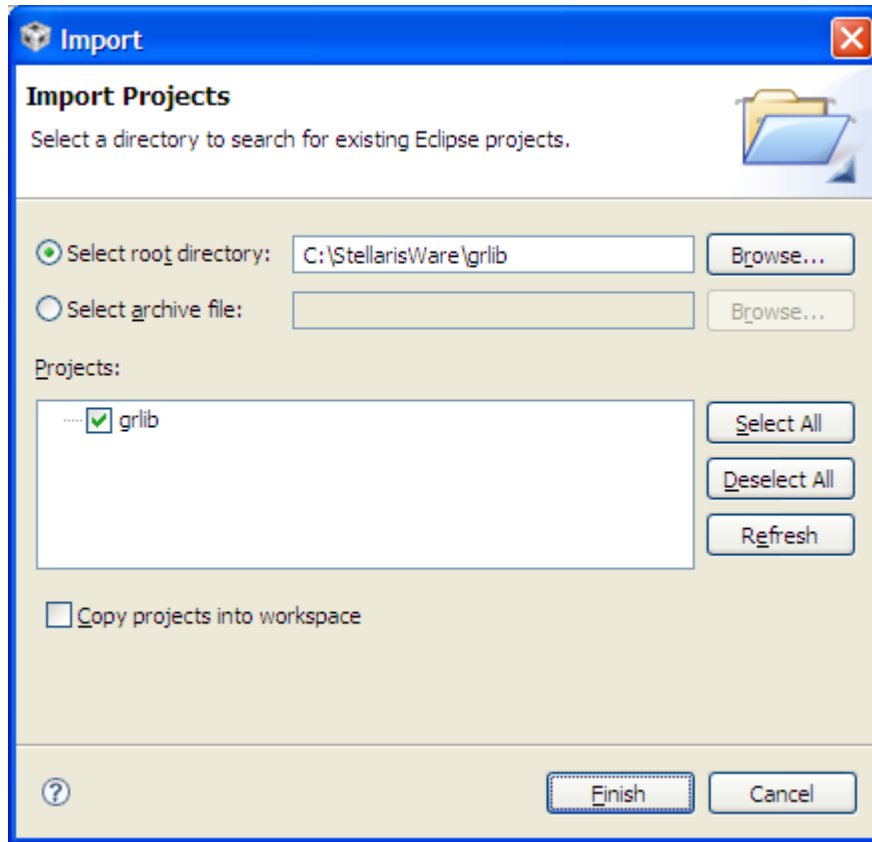 Import
Import Projects
Select a directory to search for existing Eclipse projects.
Select root directory: C:\StellarisWare\grlib Browse...
Select archive file: Browse...
Projects:
grlib
Select All
Deselect All
Refresh
Copy projects into workspace
? Finish Cancel